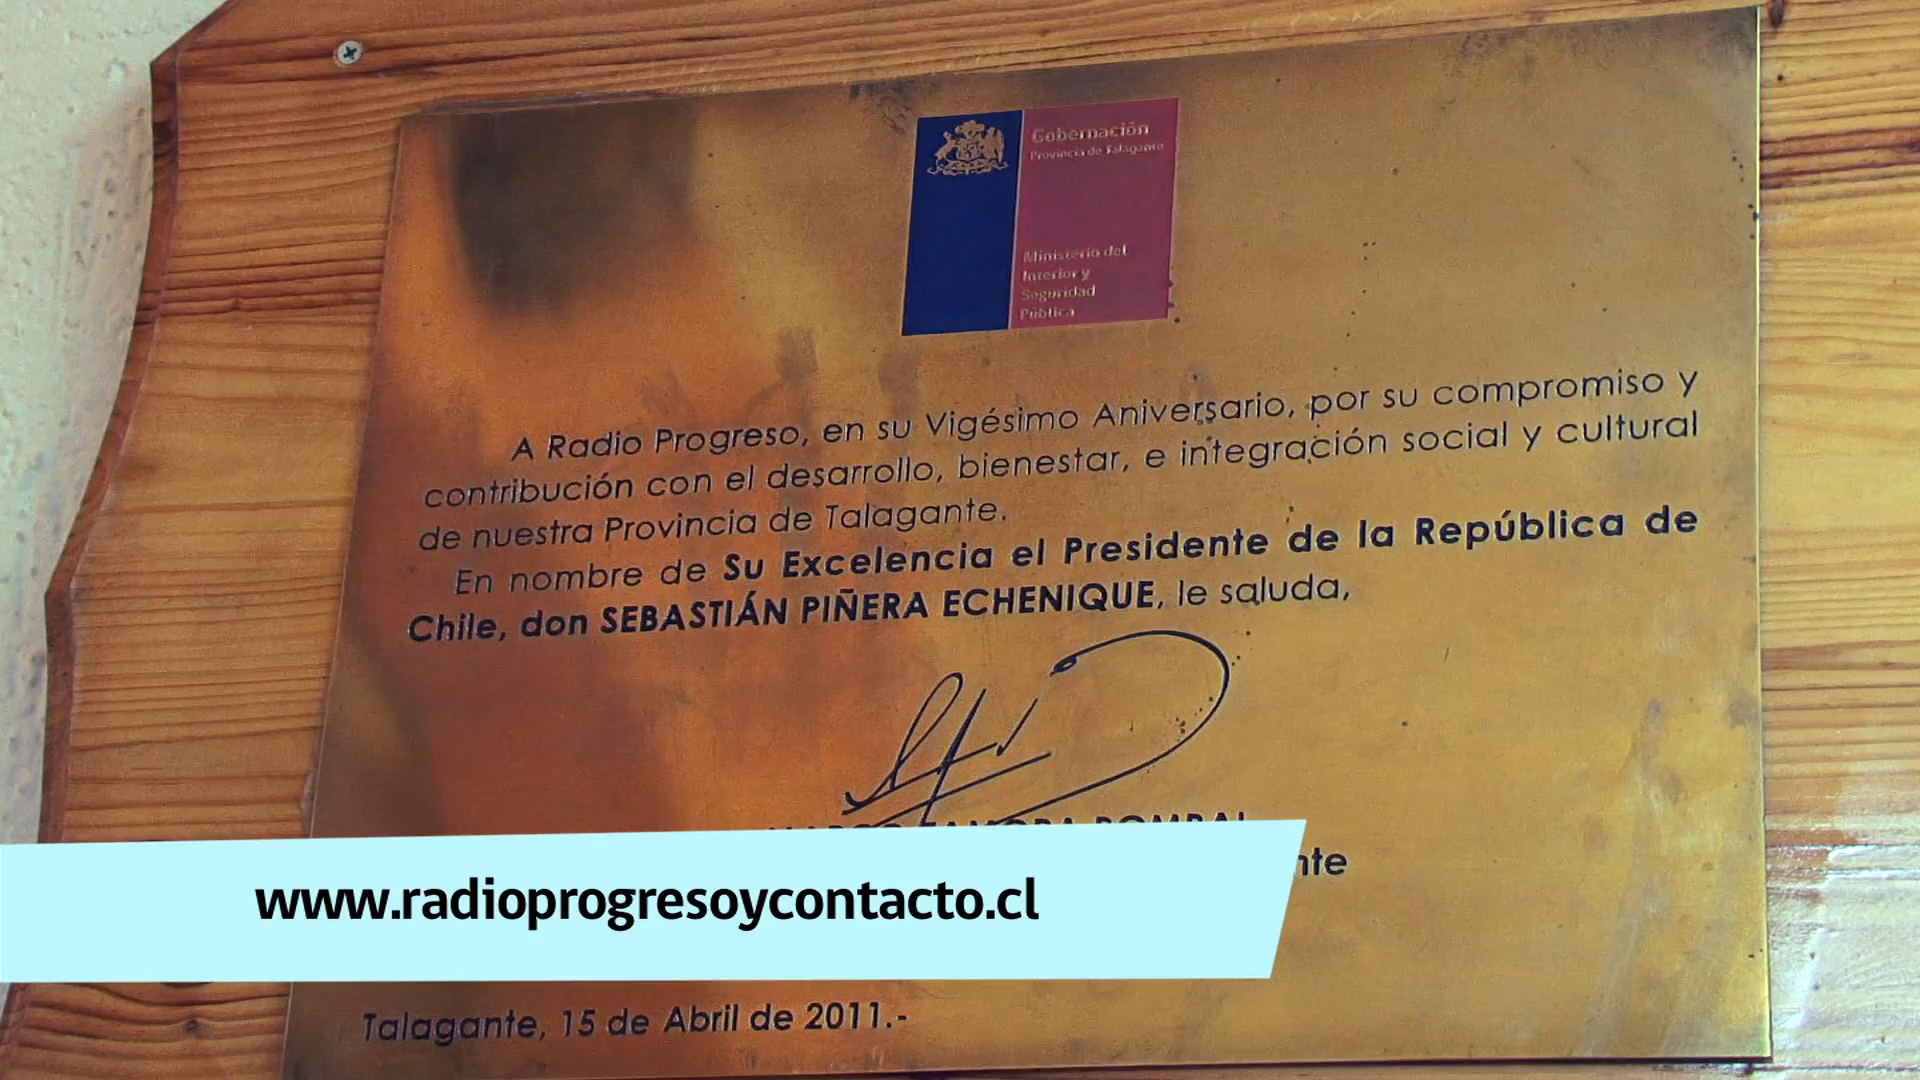 Gobernación
Provincia de Talagante
Ministerio del
Interior y
Seguridad
Pública
A Radio Progreso, en su Vigésimo Aniversario, por su compromiso y
contribución con el desarrollo, bienestar, e integración social y cultural
de nuestra Provincia de Talagante.
En nombre de Su Excelencia el Presidente de la República de
Chile, don SEBASTIÁN PIÑERA ECHENIQUE, le saluda,
www.radioprogresoycontacto.cl
Talagante, 15 de Abril de 2011.-